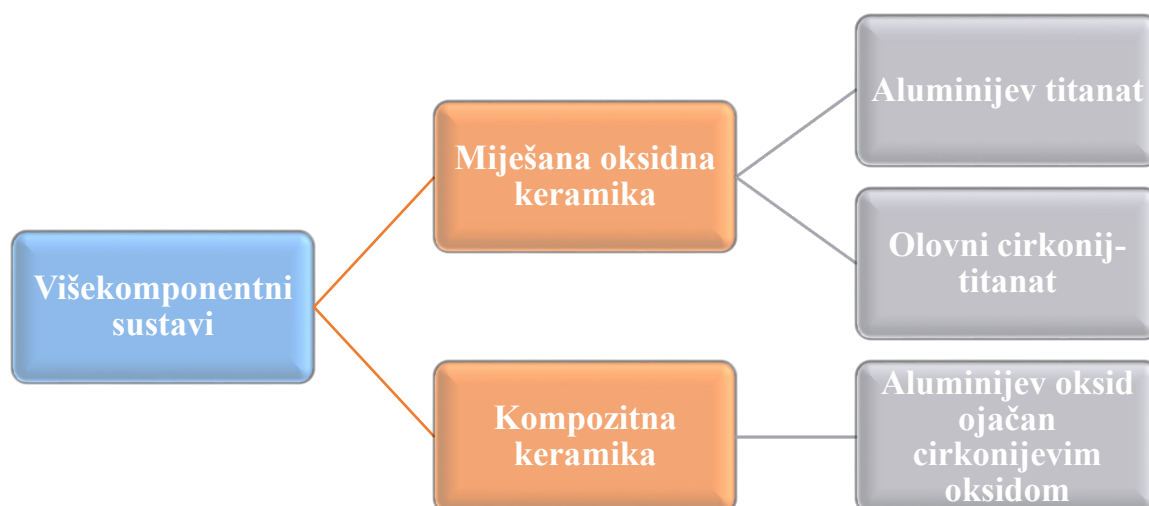 Višekomponentni
sustavi
Miješana oksidna
keramika
Kompozitna
keramika
Aluminijev titanat
Olovni cirkonij-
titanat
Aluminijev oksid
ojačan
cirkonijevim
oksidom